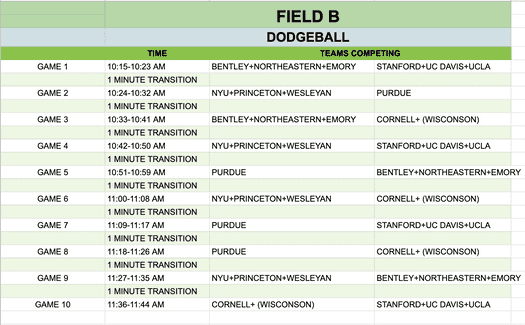 FIELD B
DODGEBALL
TIME TEAMS COMPETING
GAME 1 10:15-10:23 AM BENTLEY+NORTHEASTERN+EMORY STANFORD+UC DAVIS+UCLA
1 MINUTE TRANSITION
GAME 2 10:24-10:32 AM NYU+PRINCETON+WESLEYAN PURDUE
1 MINUTE TRANSITION
GAME 3 10:33-10:41 AM BENTLEY+NORTHEASTERN+EMORY CORNELL+ (WISCONSON)
1 MINUTE TRANSITION
GAME 4 10:42-10:50 AM NYU+PRINCETON+WESLEYAN STANFORD+UC DAVIS+UCLA
1 MINUTE TRANSITION
GAME 5 10:51-10:59 AM PURDUE BENTLEY+NORTHEASTERN+EMORY
1 MINUTE TRANSITION
GAME 6 11:00-11:08 AM NYU+PRINCETON+WESLEYAN CORNELL+ (WISCONSON)
1 MINUTE TRANSITION
GAME 7 11:09-11:17 AM PURDUE STANFORD+UC DAVIS+UCLA
1 MINUTE TRANSITION
GAME 8 11:18-11:26 AM PURDUE CORNELL+ (WISCONSON)
1 MINUTE TRANSITION
GAME 9 11:27-11:35 AM NYU+PRINCETON+WESLEYAN BENTLEY+NORTHEASTERN+EMORY
1 MINUTE TRANSITION
GAME 10 11:36-11:44 AM CORNELL+ (WISCONSON) STANFORD+UC DAVIS+UCLA